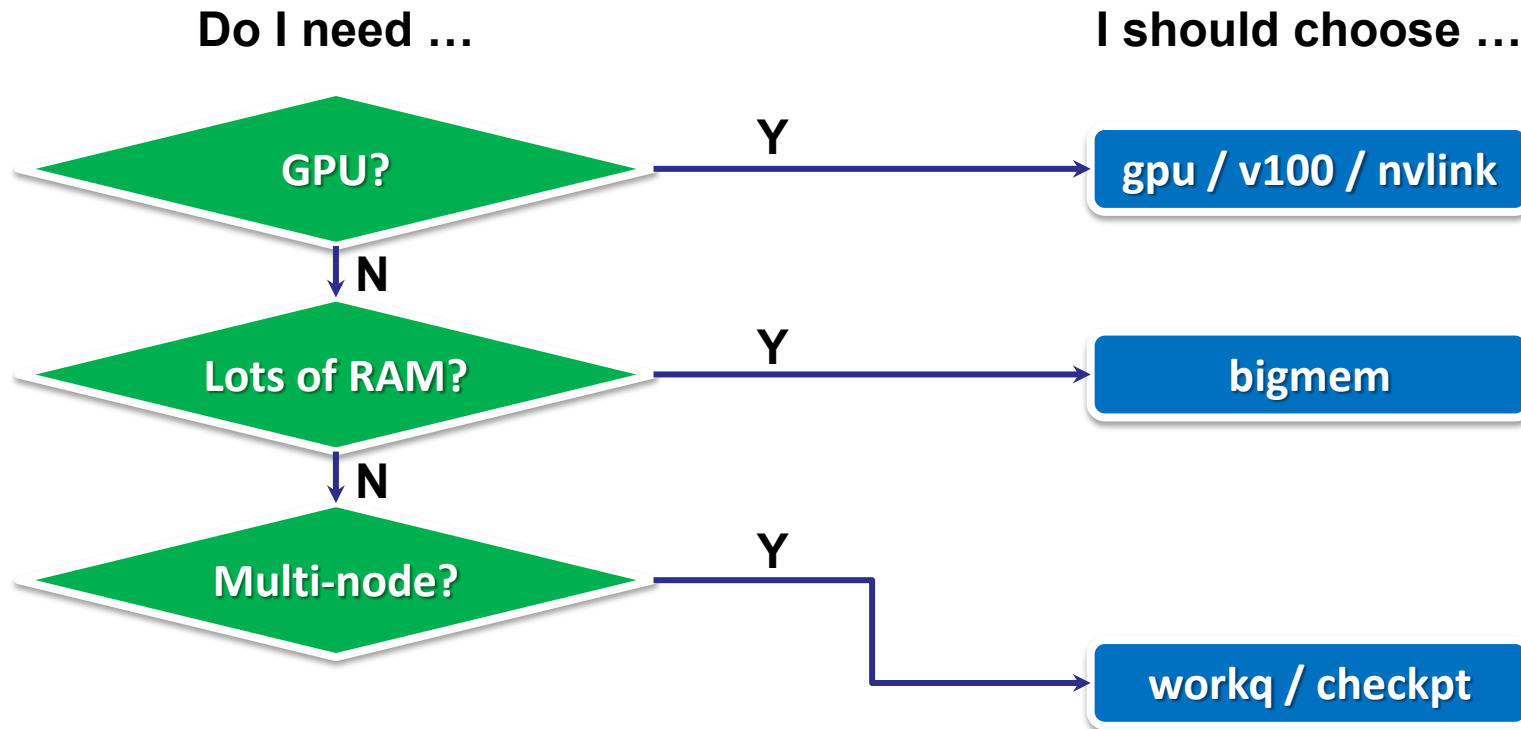 Do I need …
I should choose …
GPU?
Y
gpu / v100 / nvlink
N
Lots of RAM?
Y
bigmem
N
Multi-node?
Y
workq / checkpt